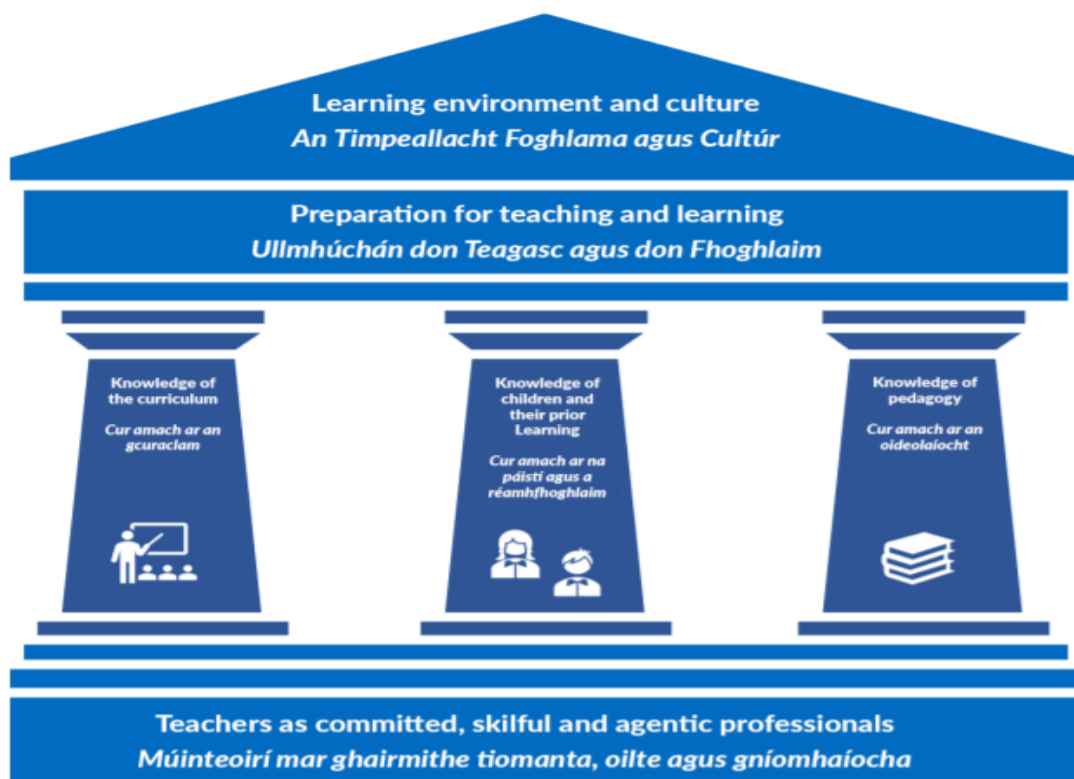 Learning environment and culture
An Timpeallacht Foghlama agus Cultúr
Preparation for teaching and learning
Ullmhúchán don Teagasc agus don Fhoghlaim
Knowledge of
the curriculum
Cur amach ar an
gcuraclam
Knowledge of
children and
their prior
Learning
Cur amach ar na
páistí agus a
réamhfhoghlaim
Knowledge of
pedagogy
Cur amach ar an
oideolaíocht
Teachers as committed, skilful and agentic professionals
Múinteoirí mar ghairmithe tiomanta, oilte agus gníomhaíocha